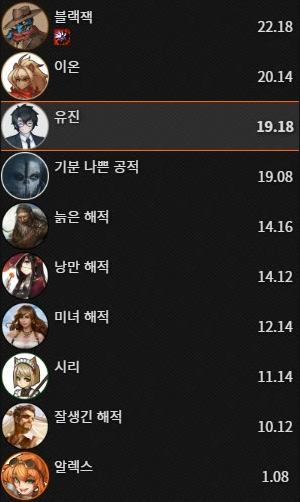 블랙잭
22.18
이온
20.14
유진
19.18
기분 나쁜 공적
19.08
늙은 해적
14.16
낭만 해적
14.12
미녀 해적
12.14
시리
11.14
잘생긴 해적
10.12
알렉스
1.08